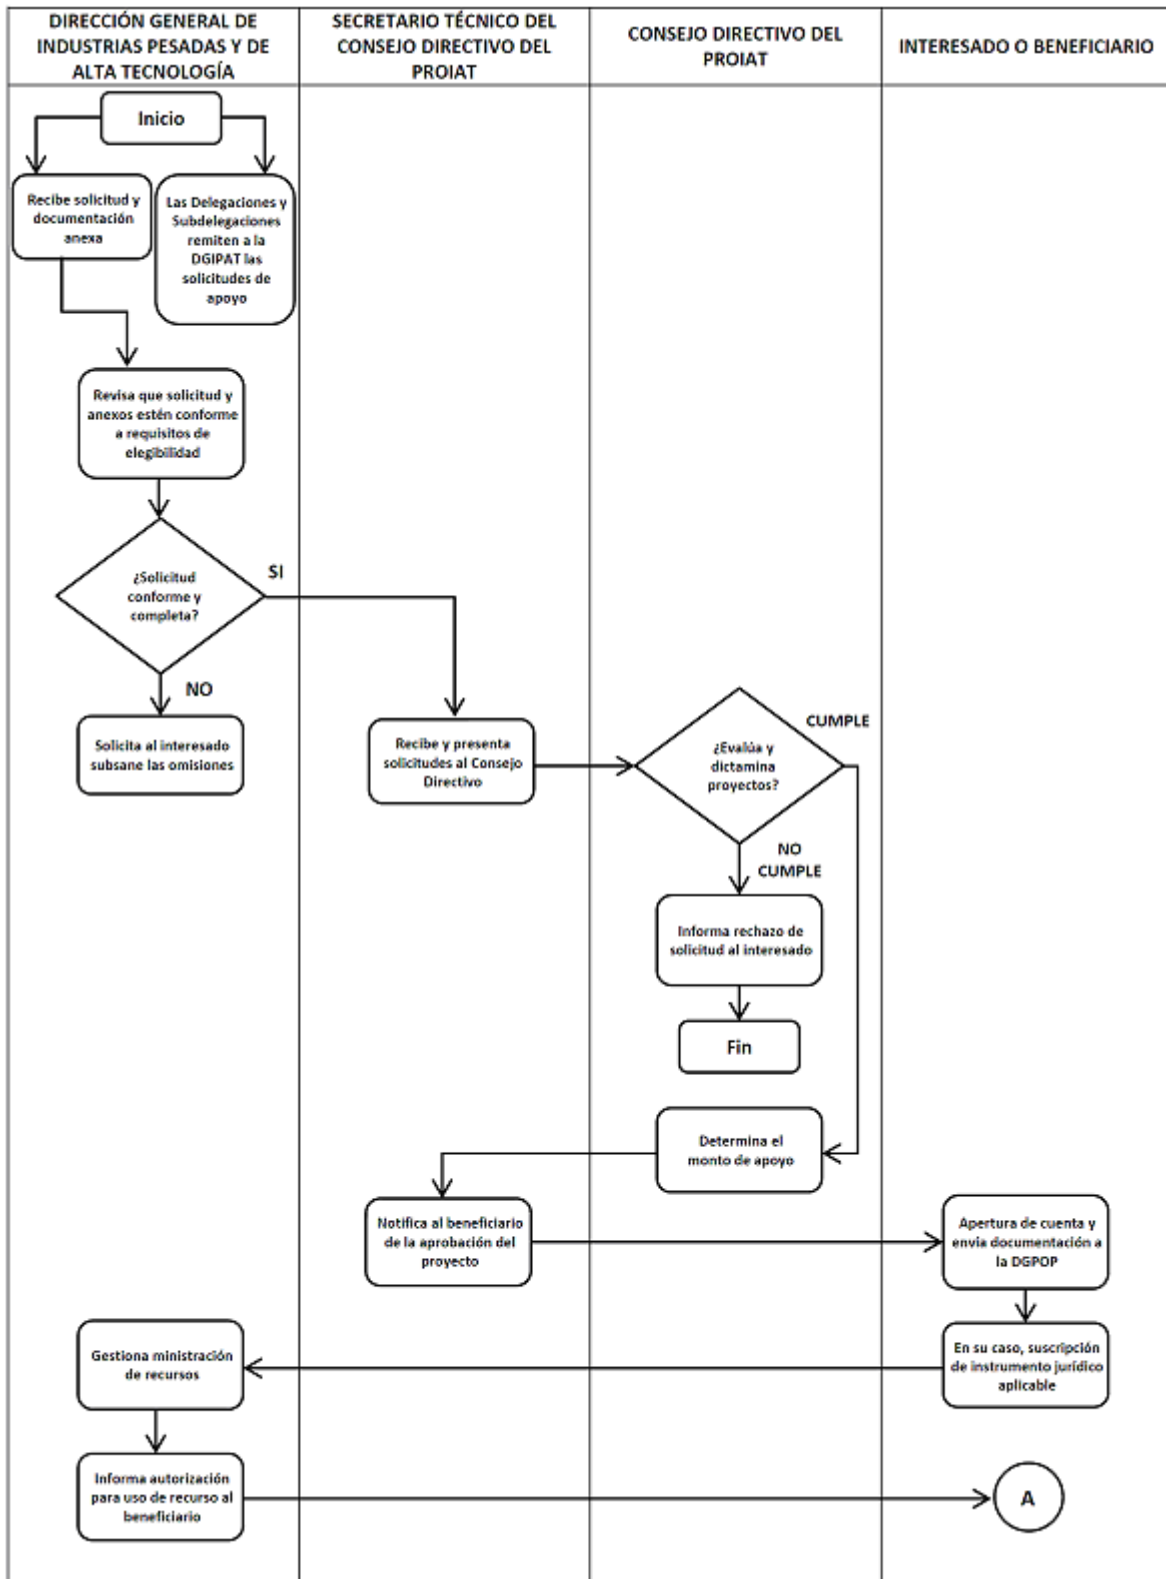 DIRECCIÓN GENERAL DE
INDUSTRIAS PESADAS Y DE
ALTA TECNOLOGÍA
SECRETARIO TÉCNICO DEL
CONSEJO DIRECTIVO DEL
PROIAT
CONSEJO DIRECTIVO DEL
PROIAT
INTERESADO O BENEFICIARIO
Inicio
Recibe solicitud y
documentación
anexa
Las Delegaciones y
Subdelegaciones
remiten a la
DGIPAT las
solicitudes de
apoyo
Revisa que solicitud y
anexos estén conforme
a requisitos de
elegibilidad
¿Solicitud
conforme y
completa?
SI
NO
Solicita al interesado
subsane las omisiones
Recibe y presenta
solicitudes al Consejo
Directivo
¿Evalúa y
dictamina
proyectos?
CUMPLE
NO
CUMPLE
Informa rechazo de
solicitud al interesado
Fin
Determina el
monto de apoyo
Notifica al beneficiario
de la aprobación del
proyecto
Apertura de cuenta y
envía documentación a
la DGPOP
En su caso, suscripción
de instrumento jurídico
aplicable
Gestiona ministración
de recursos
Informa autorización
para uso de recurso al
beneficiario
A